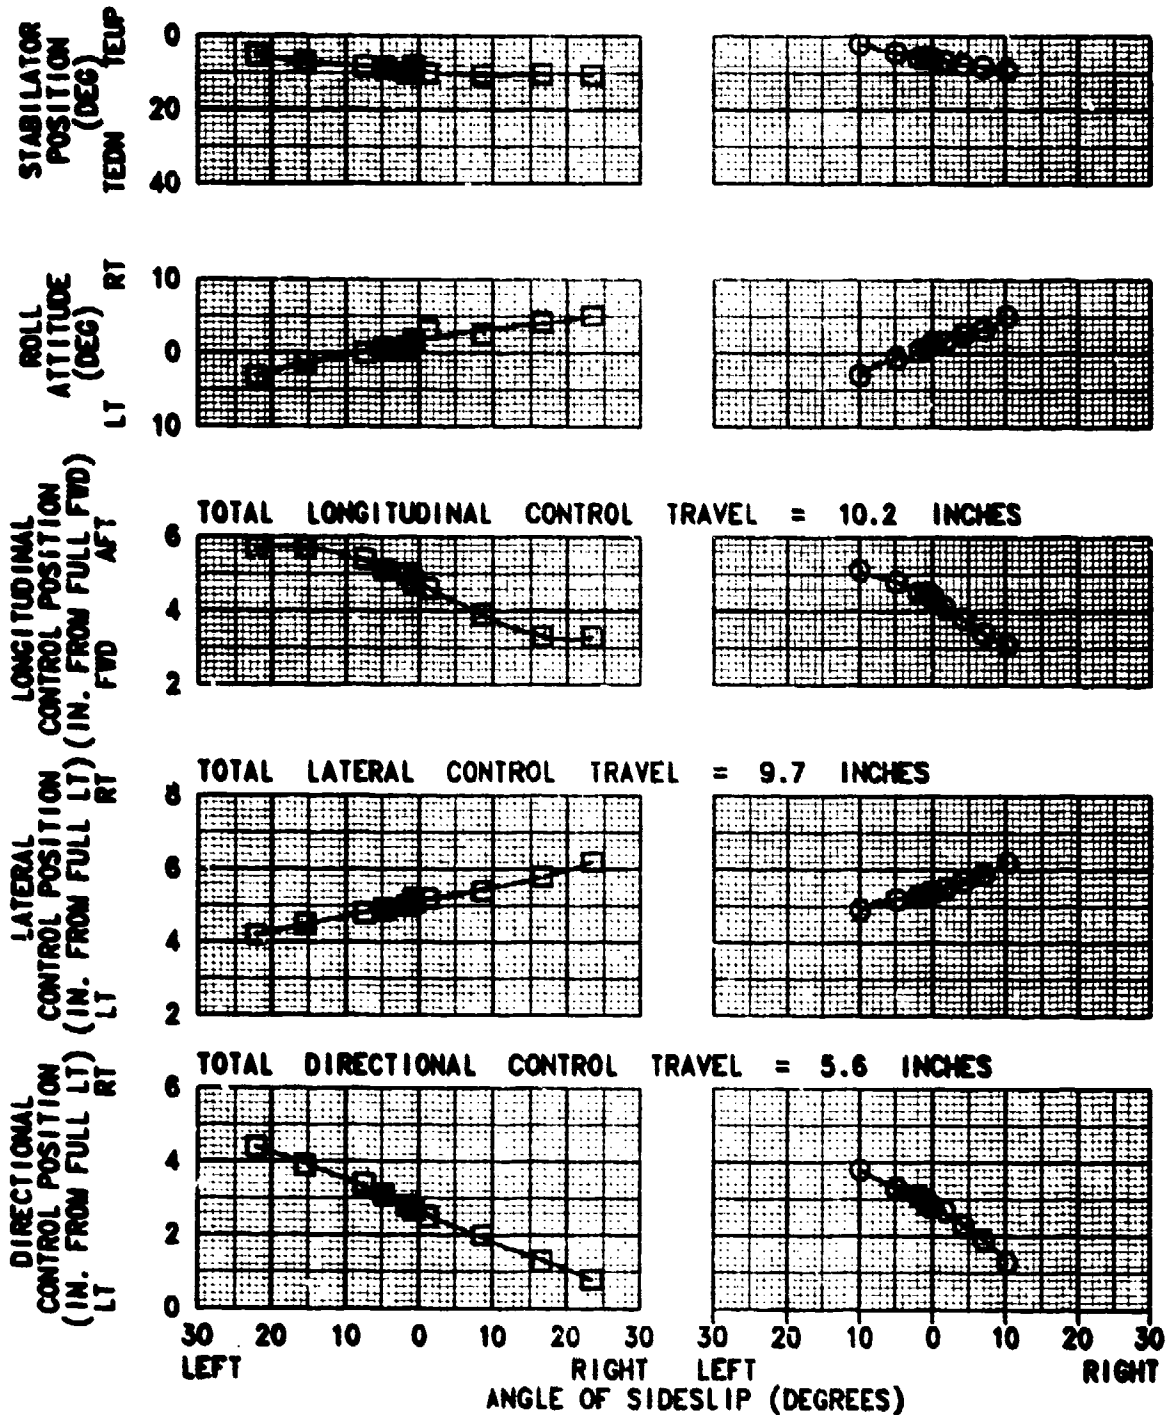 STABILATOR
POSITION
(DEG)
TEDN TEUP
0
20
40
ROLL
ATTITUDE
(DEG)
LT RT
10
0
10
LONGITUDINAL
CONTROL POSITION
(IN. FROM FULL FWD)
FWD AFT
TOTAL LONGITUDINAL CONTROL TRAVEL = 10.2 INCHES
6
4
2
LATERAL
CONTROL POSITION
(IN. FROM FULL LT)
LT RT
TOTAL LATERAL CONTROL TRAVEL = 9.7 INCHES
8
6
4
2
DIRECTIONAL
CONTROL POSITION
(IN. FROM FULL LT)
LT RT
TOTAL DIRECTIONAL CONTROL TRAVEL = 5.6 INCHES
6
4
2
0
30 20 10 0 10 20 30 30 20 10 0 10 20 30
LEFT RIGHT LEFT RIGHT
ANGLE OF SIDESLIP (DEGREES)